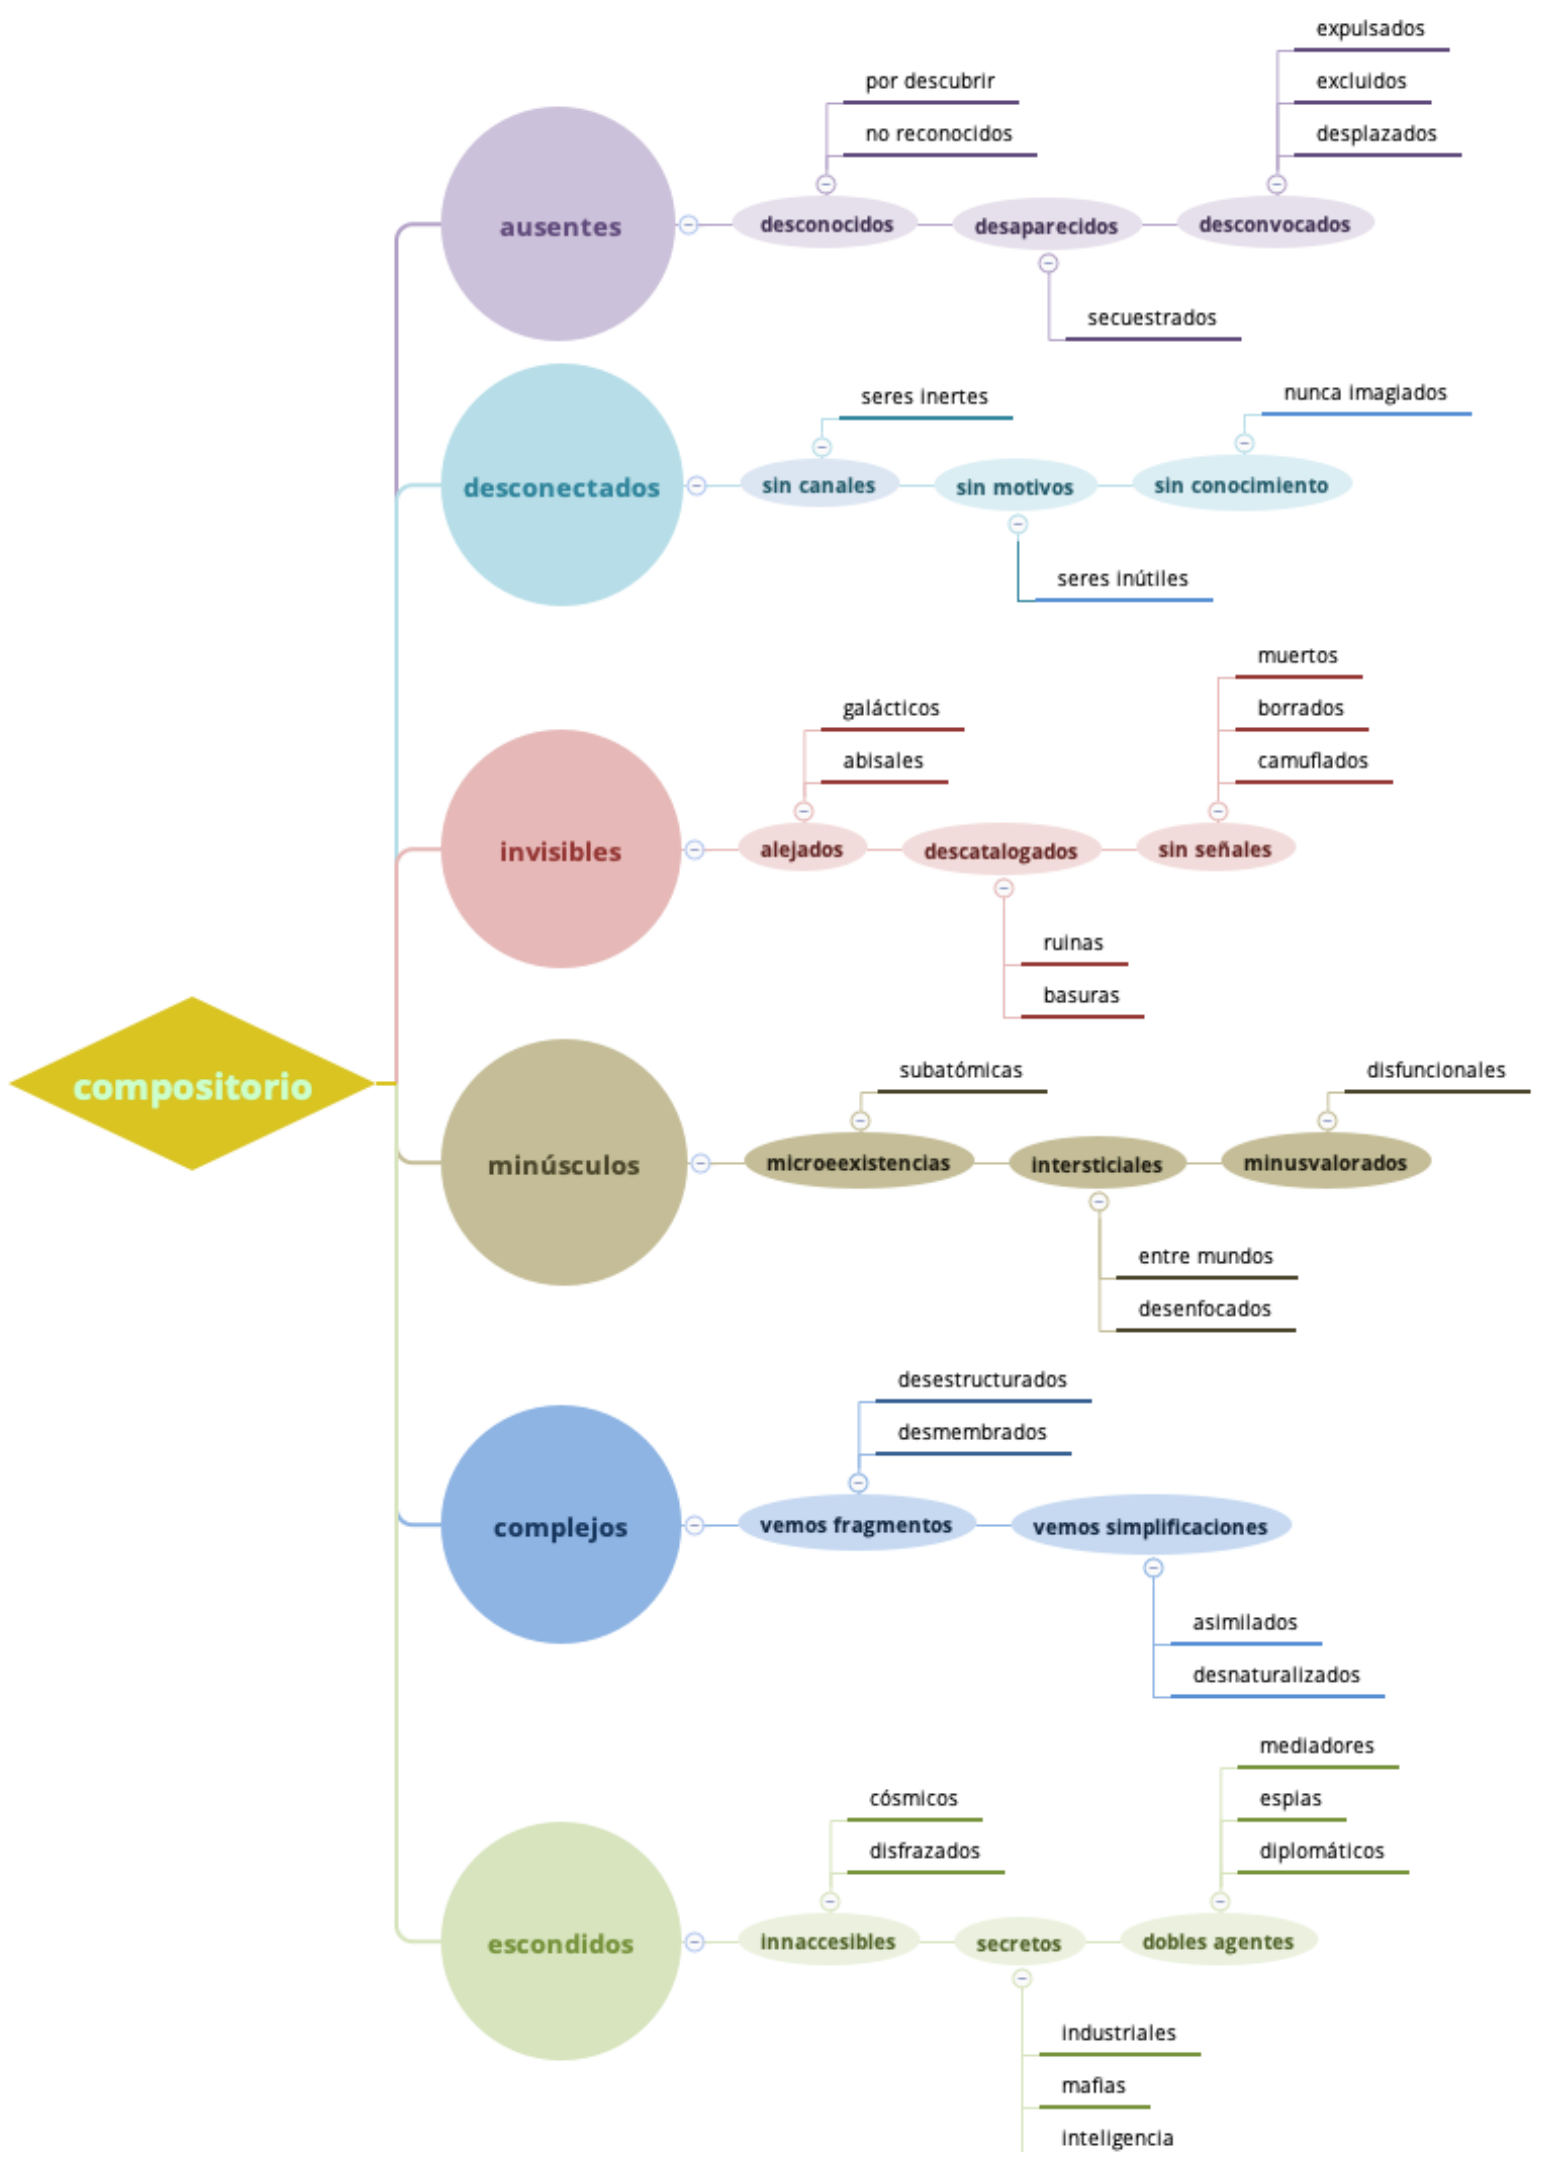 compositorio
ausentes
desconocidos
por descubrir
no reconocidos
desaparecidos
secuestrados
desconvocados
expulsados
excluidos
desplazados
desconectados
sin canales
seres inertes
sin motivos
seres inútiles
sin conocimiento
nunca imagiados
invisibles
alejados
galácticos
abisales
descatalogados
ruinas
basuras
sin señales
muertos
borrados
camuflados
minúsculos
microeexistencias
subatómicas
intersticiales
entre mundos
desenfocados
minusvalorados
disfuncionales
complejos
vemos fragmentos
desestructurados
desmembrados
vemos simplificaciones
asimilados
desnaturalizados
escondidos
innaccesibles
cósmicos
disfrazados
secretos
industriales
mafias
inteligencia
dobles agentes
mediadores
espias
diplomáticos